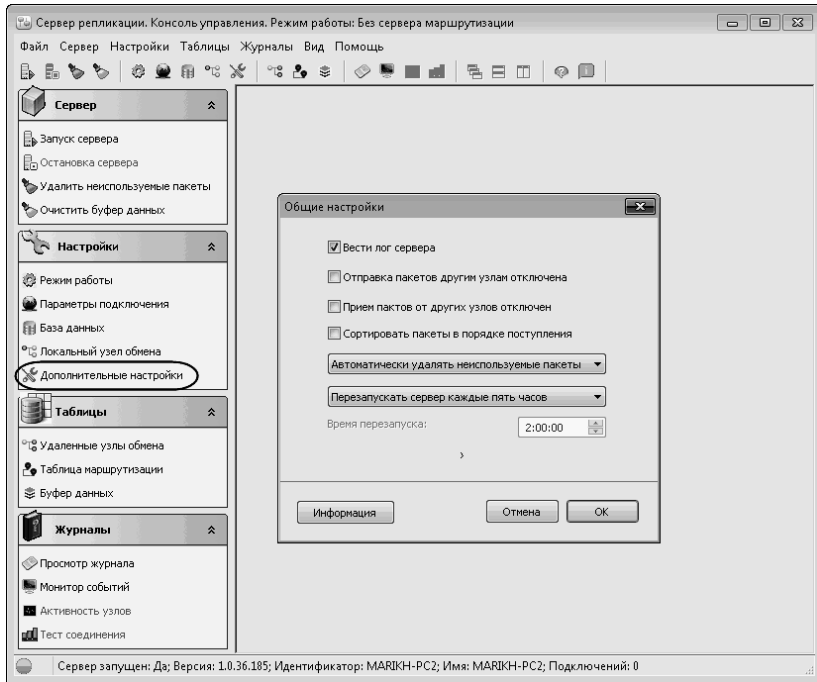 Сервер репликации. Консоль управления. Режим работы: Без сервера маршрутизации
Файл Сервер Настройки Таблицы Журналы Вид Помощь
Сервер
Запуск сервера
Остановка сервера
Удалить неиспользуемые пакеты
Очистить буфер данных
Настройки
Режим работы
Параметры подключения
База данных
Локальный узел обмена
Дополнительные настройки
Таблицы
Удаленные узлы обмена
Таблица маршрутизации
Буфер данных
Журналы
Просмотр журнала
Монитор событий
Активность узлов
Тест соединения
Общие настройки
Вести лог сервера
Отправка пакетов другим узлам отключена
Прием пактов от других узлов отключен
Сортировать пакеты в порядке поступления
Автоматически удалять неиспользуемые пакеты
Перезапускать сервер каждые пять часов
Время перезапуска: 2:00:00
Информация Отмена OK
Сервер запущен: Да; Версия: 1.0.36.185; Идентификатор: MARIKH-PC2; Имя: MARIKH-PC2; Подключений: 0